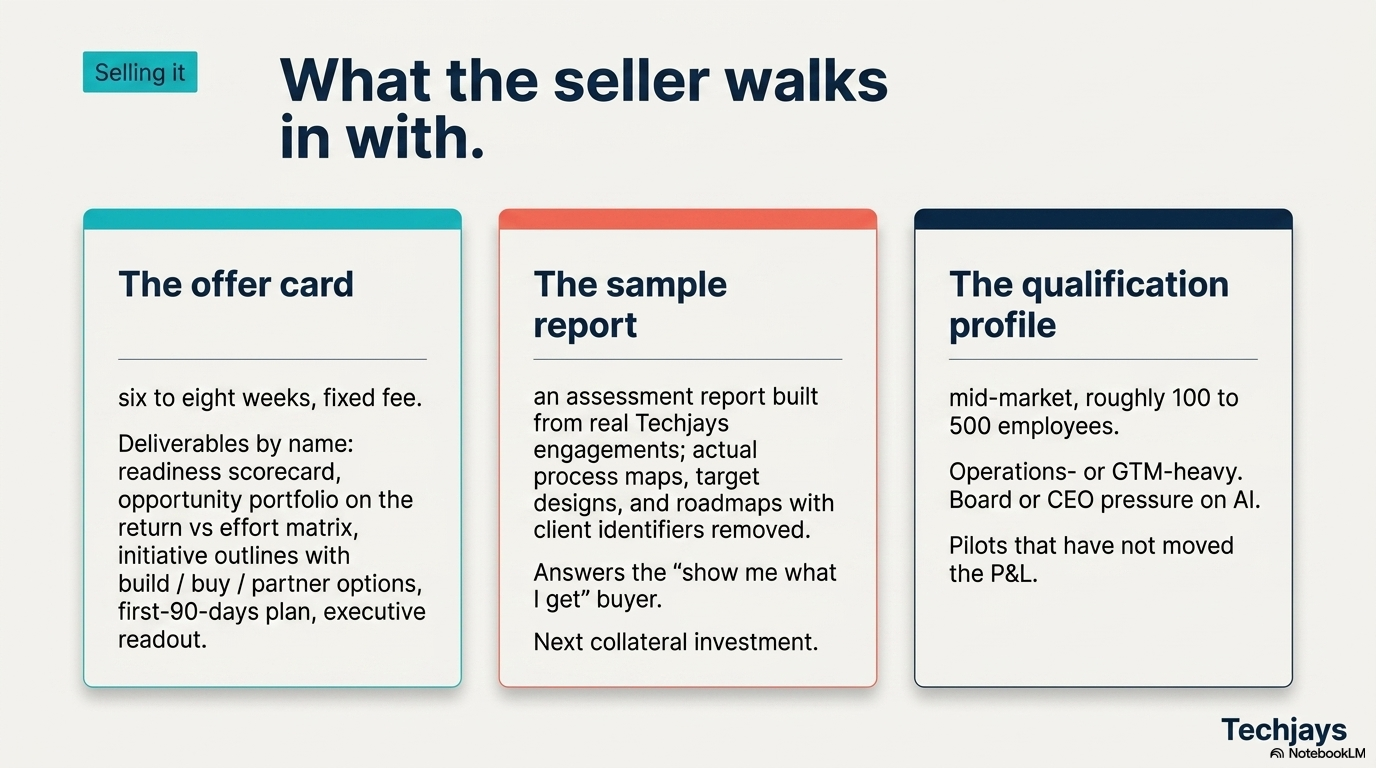 Selling it
What the seller walks
in with.
The offer card
six to eight weeks, fixed fee.
Deliverables by name:
readiness scorecard,
opportunity portfolio on the
return vs effort matrix,
initiative outlines with
build / buy / partner options,
first-90-days plan, executive
readout.
The sample
report
an assessment report built
from real Techjays
engagements; actual
process maps, target
designs, and roadmaps with
client identifiers removed.
Answers the “show me what
I get” buyer.
Next collateral investment.
The qualification
profile
mid-market, roughly 100 to
500 employees.
Operations- or GTM-heavy.
Board or CEO pressure on AI.
Pilots that have not moved
the P&L.
Techjays
NotebookLM